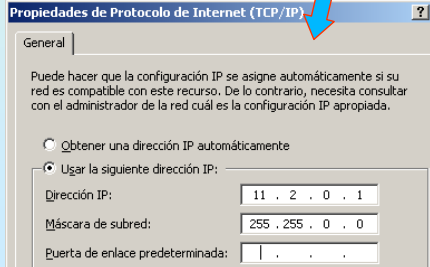 Propiedades de Protocolo de Internet (TCP/IP) ?
General
Puede hacer que la configuración IP se asigne automáticamente si su
red es compatible con este recurso. De lo contrario, necesita consultar
con el administrador de la red cuál es la configuración IP apropiada.
Obtener una dirección IP automáticamente
Usar la siguiente dirección IP:
Dirección IP: 11 . 2 . 0 . 1
Máscara de subred: 255 . 255 . 0 . 0
Puerta de enlace predeterminada: . . .